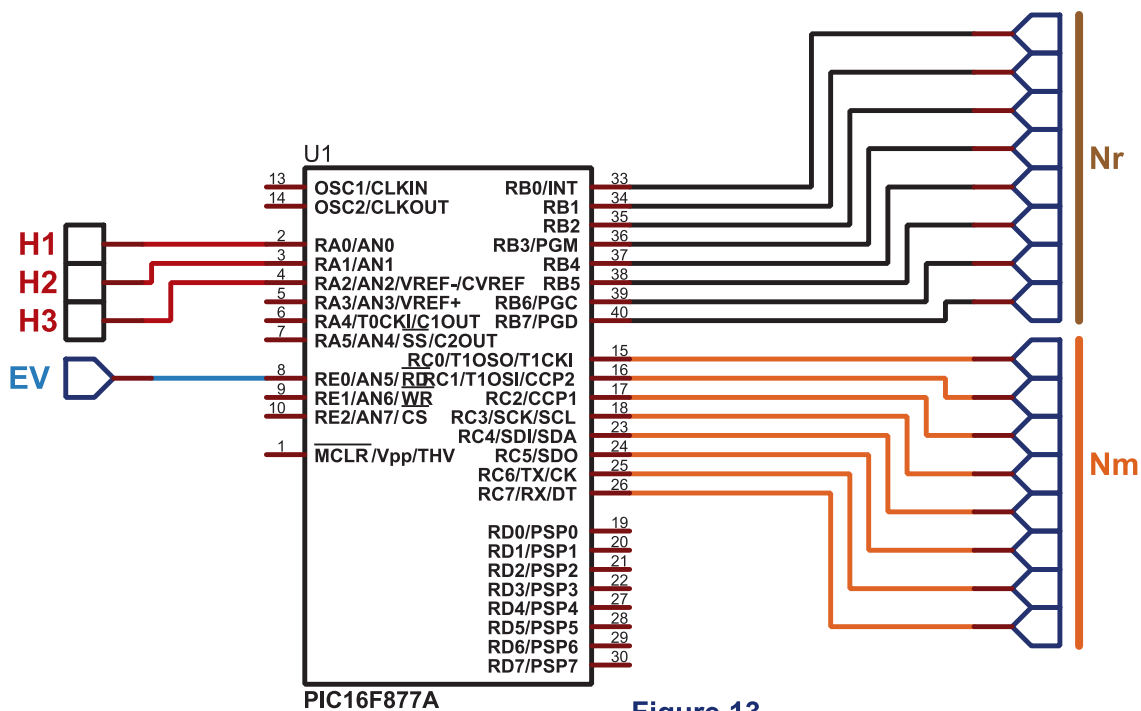 U1
13 OSC1/CLKIN
14 OSC2/CLKOUT
H1
2 RA0/AN0
H2
3 RA1/AN1
H3
4 RA2/AN2/VREF-/CVREF
5 RA3/AN3/VREF+
6 RA4/T0CKI/C1OUT
7 RA5/AN4/SS/C2OUT
EV
8 RE0/AN5/RD
9 RE1/AN6/WR
10 RE2/AN7/CS
1 MCLR/Vpp/THV
RB0/INT 33
RB1 34
RB2 35
RB3/PGM 36
RB4 37
RB5 38
RB6/PGC 39
RB7/PGD 40
Nr
RC0/T1OSO/T1CKI 15
RC1/T1OSI/CCP2 16
RC2/CCP1 17
RC3/SCK/SCL 18
RC4/SDI/SDA 23
RC5/SDO 24
RC6/TX/CK 25
RC7/RX/DT 26
Nm
RD0/PSP0 19
RD1/PSP1 20
RD2/PSP2 21
RD3/PSP3 22
RD4/PSP4 27
RD5/PSP5 28
RD6/PSP6 29
RD7/PSP7 30
PIC16F877A
Figure 13